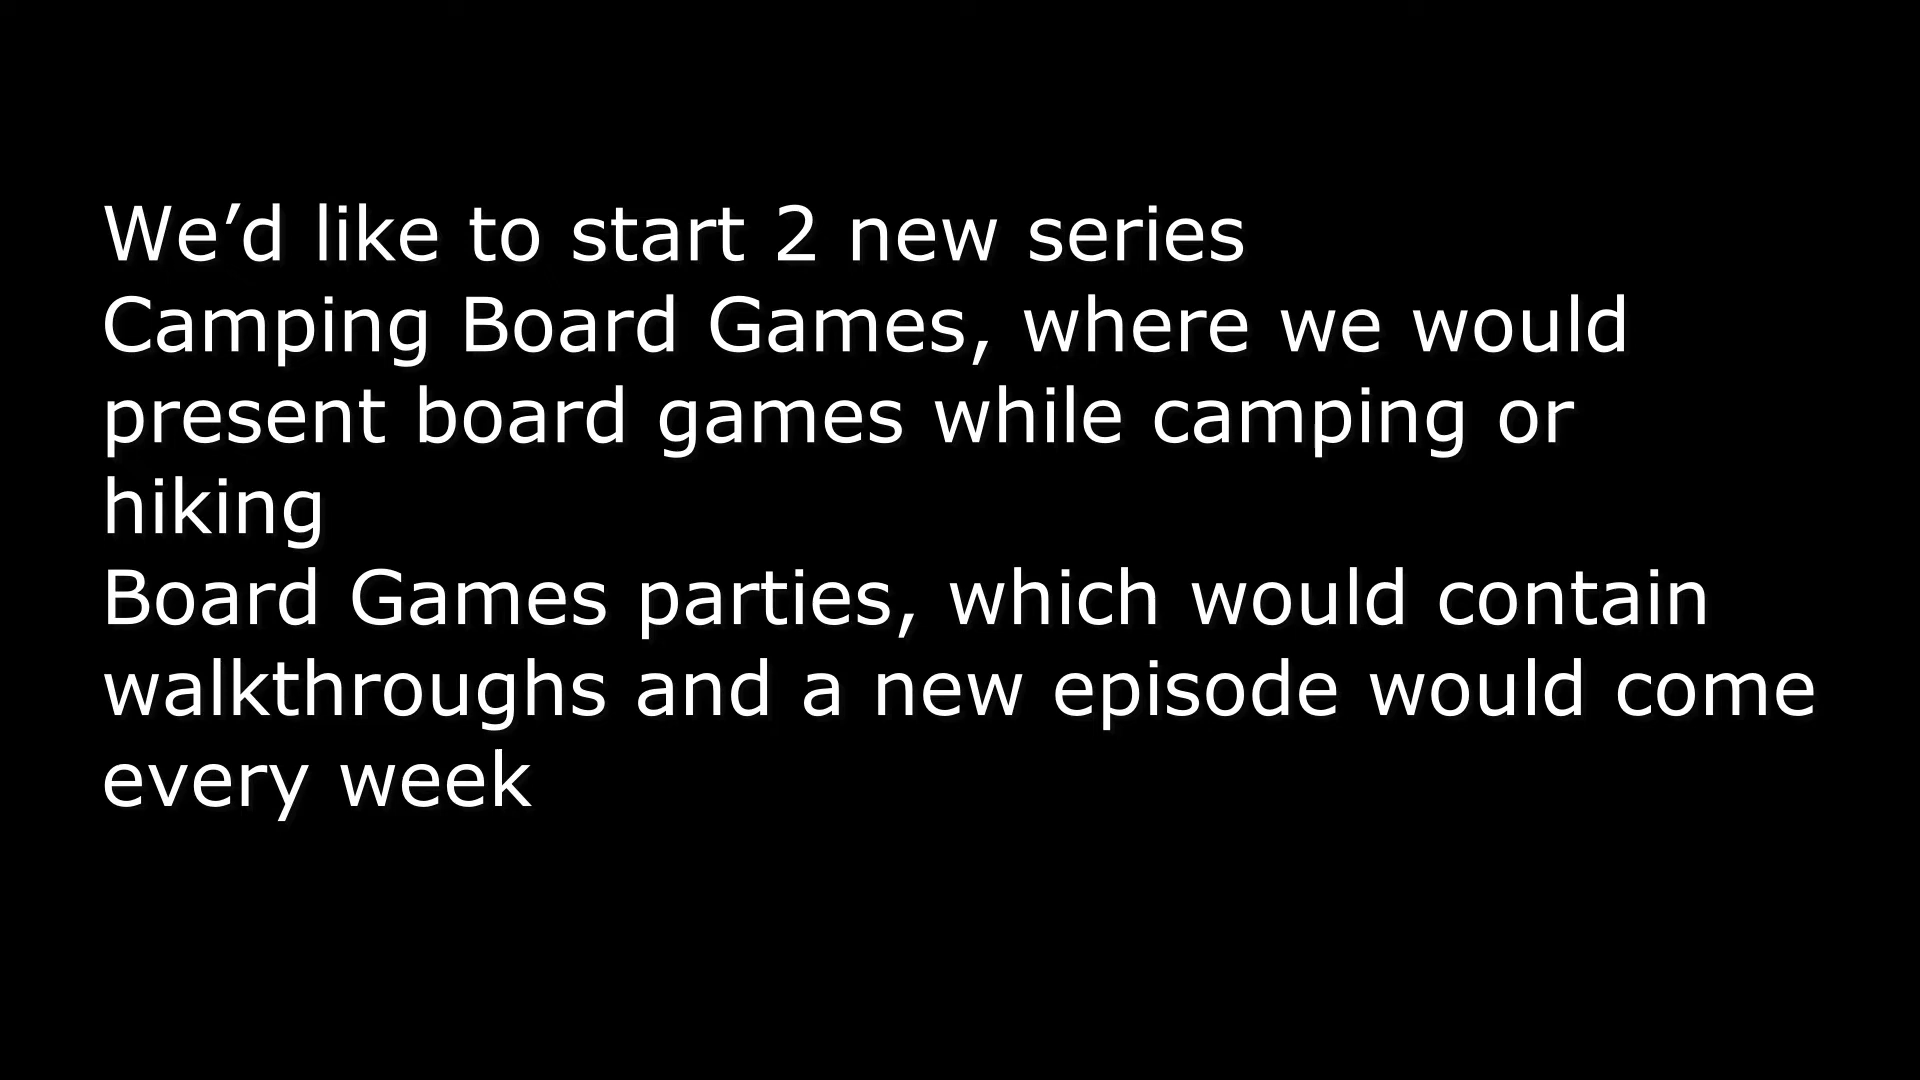 We’d like to start 2 new series
Camping Board Games, where we would
present board games while camping or
hiking
Board Games parties, which would contain
walkthroughs and a new episode would come
every week